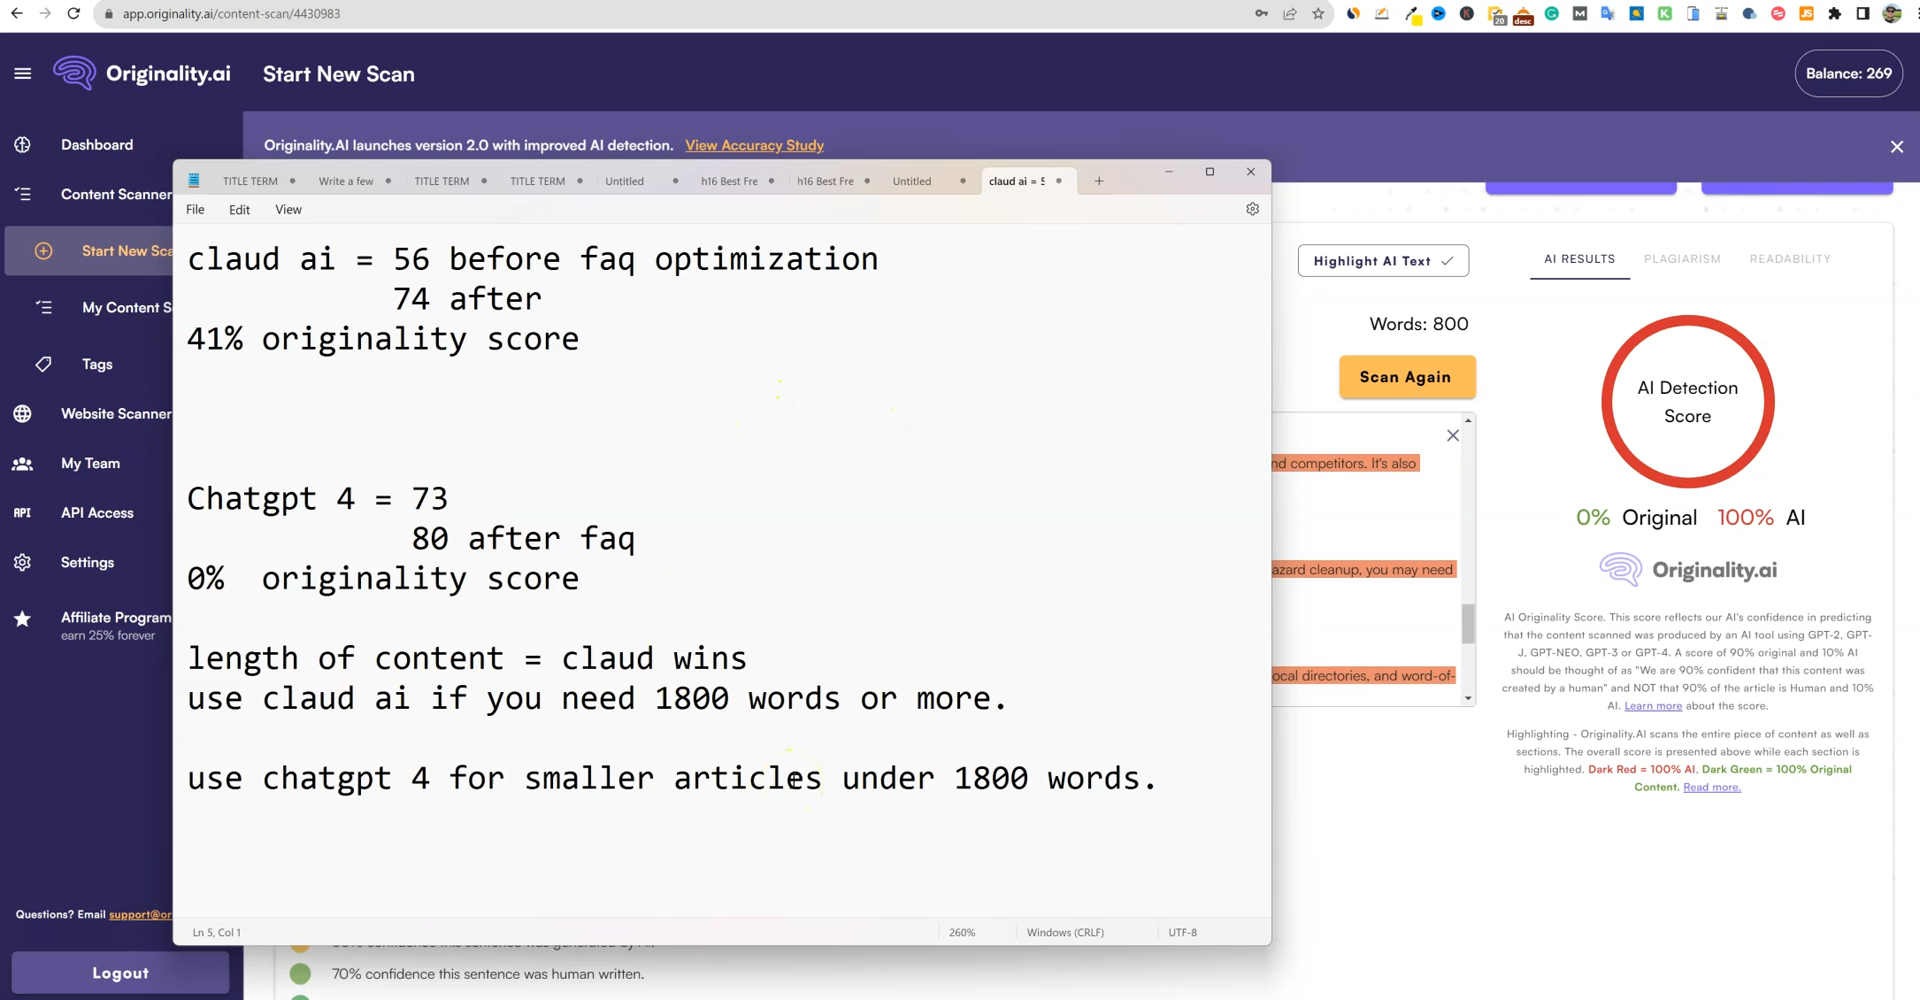 app.originality.ai/content-scan/4430983
20
desc
Originality.ai
Start New Scan
Balance: 269
Dashboard
Originality.AI launches version 2.0 with improved AI detection. View Accuracy Study
Content Scanner
Start New Sca
My Content S
Tags
Website Scanner
My Team
API Access
Settings
Affiliate Program
earn 25% forever
Questions? Email support@or
Logout
TITLE TERM
Write a few
TITLE TERM
TITLE TERM
Untitled
h16 Best Fre
h16 Best Fre
Untitled
claud ai = 5
File Edit View
claud ai = 56 before faq optimization
74 after
41% originality score
Chatgpt 4 = 73
80 after faq
0% originality score
length of content = claud wins
use claud ai if you need 1800 words or more.
use chatgpt 4 for smaller articles under 1800 words.
Ln 5, Col 1
260%
Windows (CRLF)
UTF-8
70% confidence this sentence was human written.
Highlight AI Text
Words: 800
Scan Again
nd competitors. It's also
azard cleanup, you may need
ocal directories, and word-of-
AI RESULTS
PLAGIARISM
READABILITY
AI Detection
Score
0% Original 100% AI
Originality.ai
AI Originality Score. This score reflects our AI's confidence in predicting
that the content scanned was produced by an AI tool using GPT-2, GPT-
J, GPT-NEO, GPT-3 or GPT-4. A score of 90% original and 10% AI
should be thought of as "We are 90% confident that this content was
created by a human" and NOT that 90% of the article is Human and 10%
AI. Learn more about the score.
Highlighting - Originality.AI scans the entire piece of content as well as
sections. The overall score is presented above while each section is
highlighted. Dark Red = 100% AI, Dark Green = 100% Original
Content. Read more.